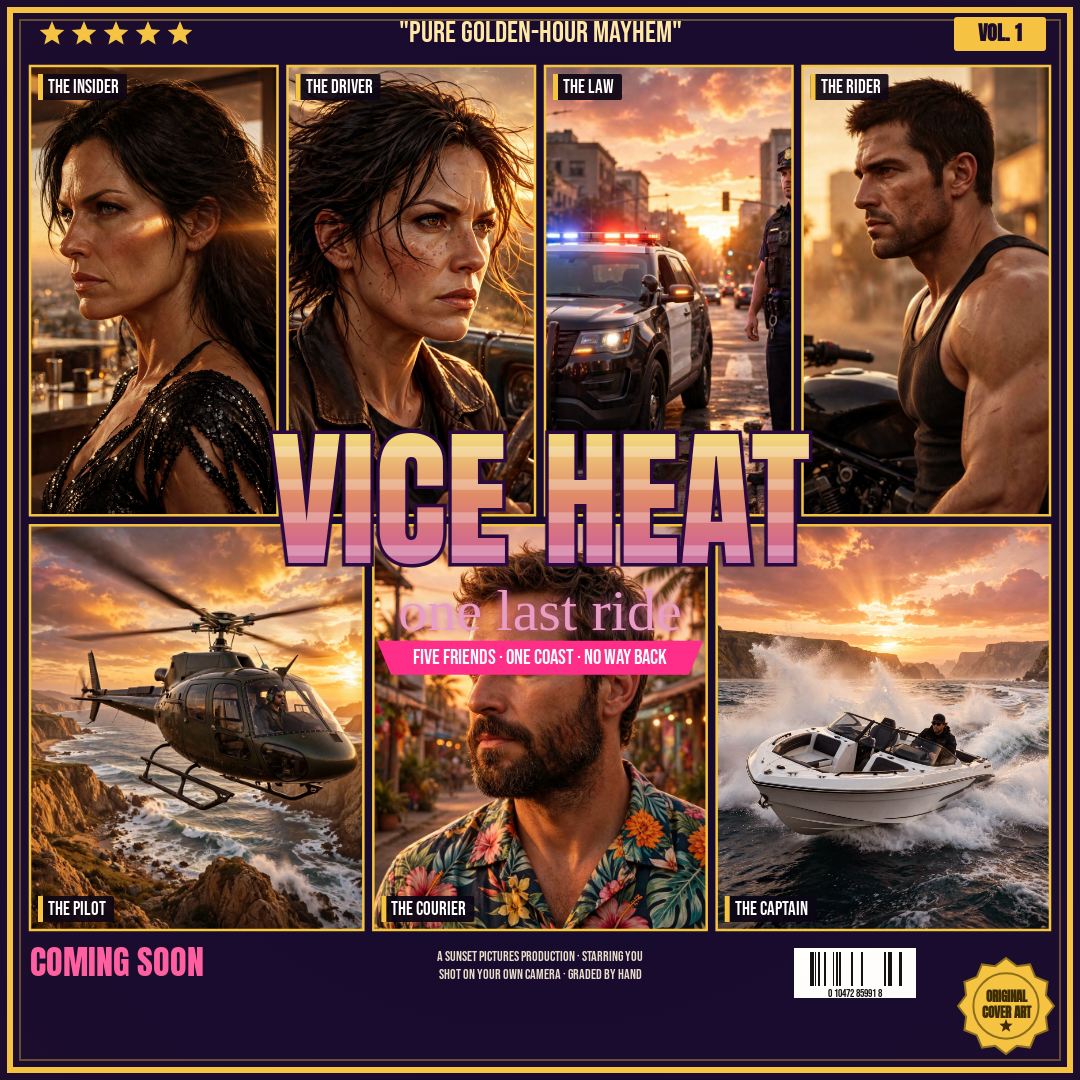 "PURE GOLDEN-HOUR MAYHEM"
VOL. 1
THE INSIDER
THE DRIVER
THE LAW
THE RIDER
VICE HEAT
one last ride
FIVE FRIENDS · ONE COAST · NO WAY BACK
THE PILOT
THE COURIER
THE CAPTAIN
COMING SOON
A SUNSET PICTURES PRODUCTION · STARRING YOU
SHOT ON YOUR OWN CAMERA · GRADED BY HAND
0 10472 85991 8
ORIGINAL
COVER ART